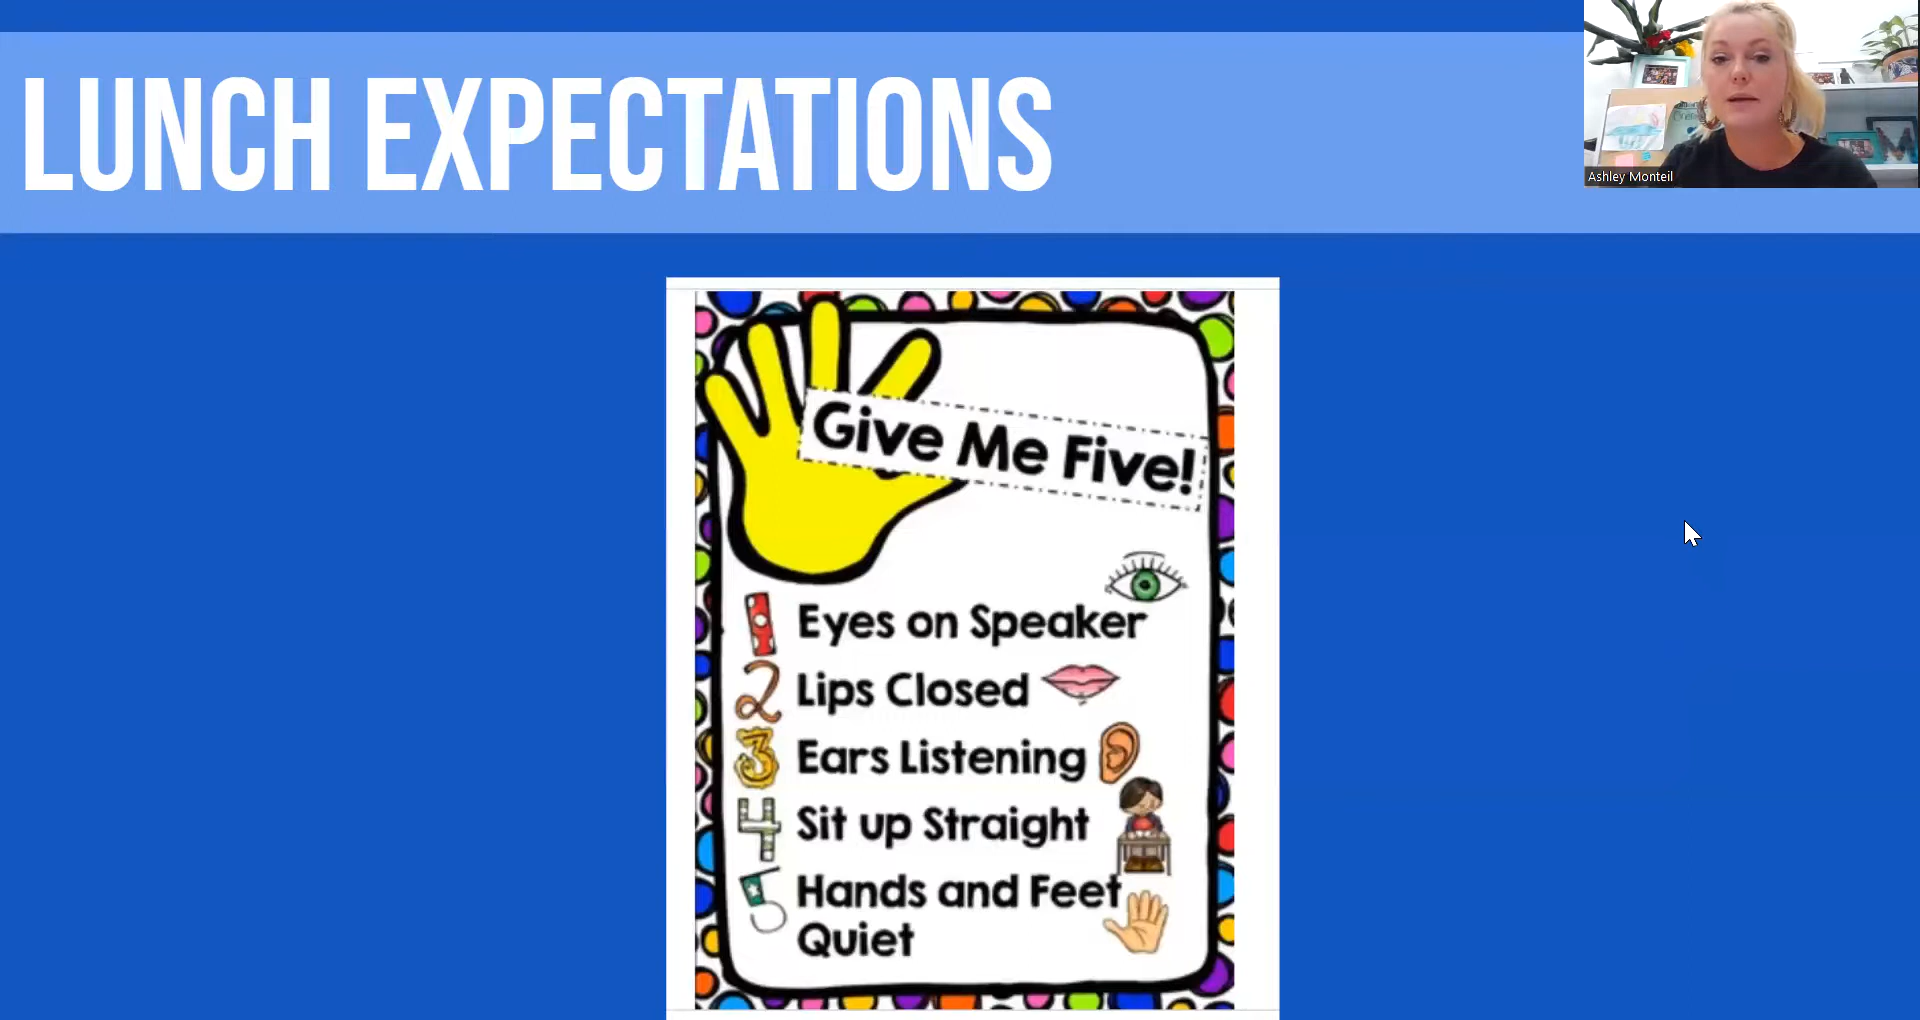 LUNCH EXPECTATIONS
Ashley Monteil
Give Me Five!
1 Eyes on Speaker
2 Lips Closed
3 Ears Listening
4 Sit up Straight
5 Hands and Feet
Quiet